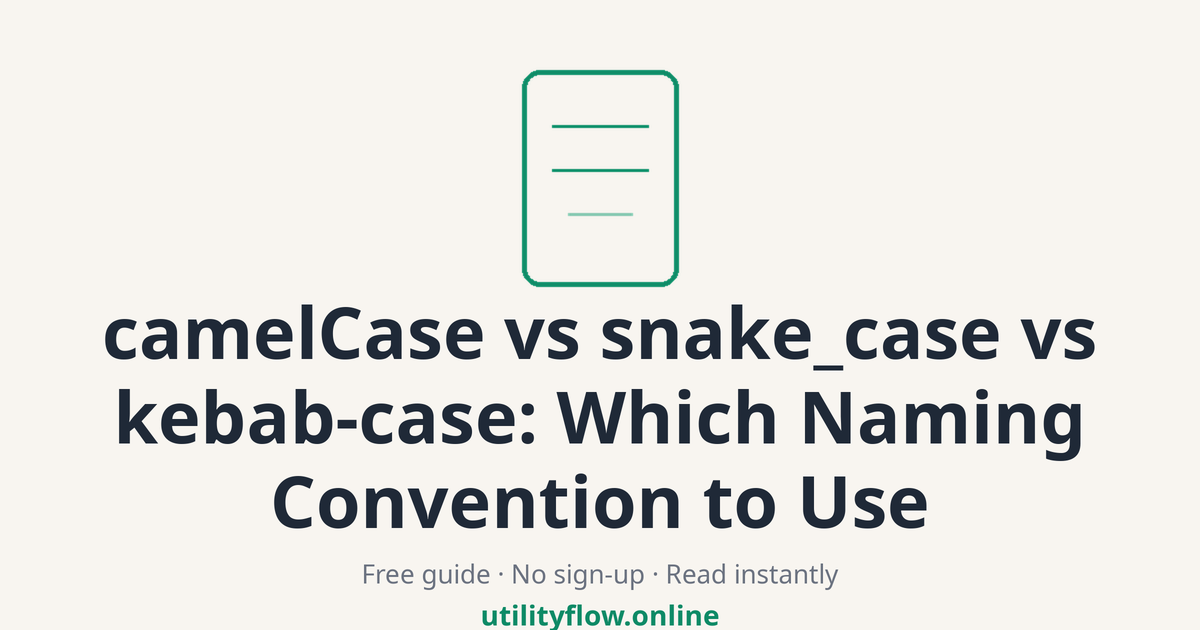 camelCase vs snake_case vs
kebab-case: Which Naming
Convention to Use
Free guide · No sign-up · Read instantly
utilityflow.online